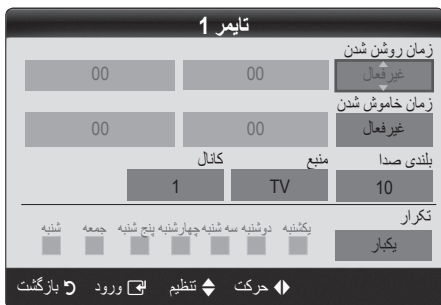 تایمر 1
زمان روشن شدن
غیرفعال 00 00
زمان خاموش شدن
غیرفعال 00 00
بلندی صدا منبع کانال
10 TV 1
تکرار
یکشنبه دوشنبه سه شنبه چهارشنبه پنج شنبه جمعه شنبه
یکبار
حرکت تنظیم ورود بازگشت